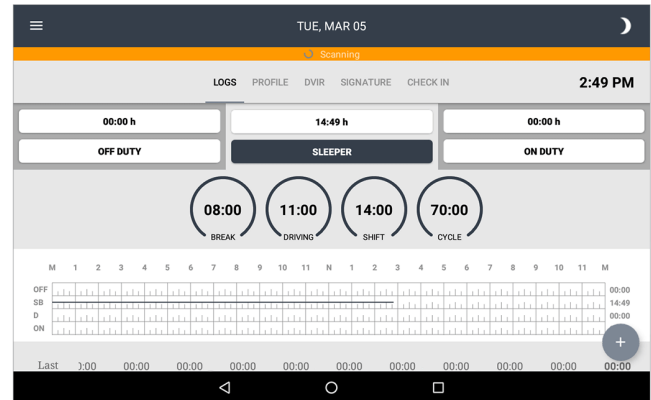 TUE, MAR 05
Scanning
LOGS PROFILE DVIR SIGNATURE CHECK IN 2:49 PM
00:00 h 14:49 h 00:00 h
OFF DUTY SLEEPER ON DUTY
08:00 11:00 14:00 70:00
BREAK DRIVING SHIFT CYCLE
M 1 2 3 4 5 6 7 8 9 10 11 N 1 2 3 4 5 6 7 8 9 10 11 M
OFF 00:00
SB 14:49
D 00:00
ON
+
Last 0:00 00:00 00:00 00:00 00:00 00:00 00:00 00:00 00:00 00:00 00:00